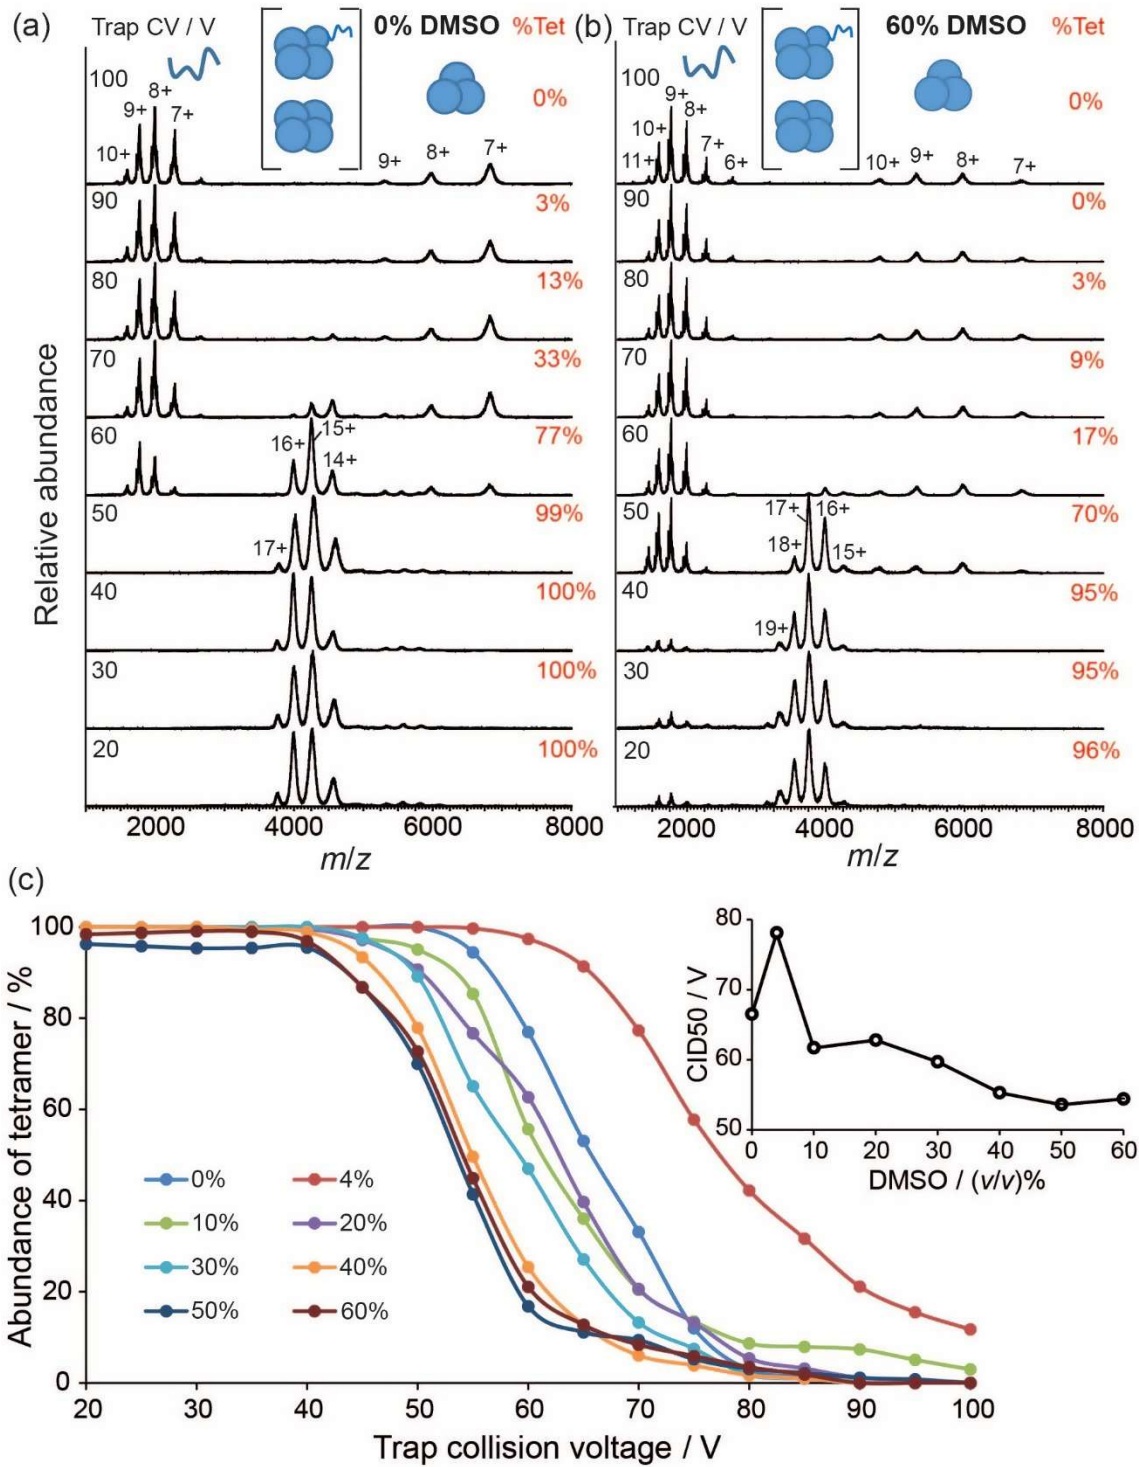 (a) Trap CV / V 0% DMSO %Tet
100 0%
10+ 9+ 8+ 7+ 9+ 8+ 7+
90 3%
80 13%
70 33%
60 77%
16+ 15+ 14+
50 99%
17+
40 100%
30 100%
20 100%
2000 4000 6000 8000
m/z
Relative abundance
(b) Trap CV / V 60% DMSO %Tet
100 0%
11+ 10+ 9+ 8+ 7+ 6+ 10+ 9+ 8+ 7+
90 0%
80 3%
70 9%
60 17%
50 70%
18+ 17+ 16+ 15+
40 95%
19+
30 95%
20 96%
2000 4000 6000 8000
m/z
(c)
Abundance of tetramer / %
100
80
60
40
20
0
20 30 40 50 60 70 80 90 100
Trap collision voltage / V
0% 4%
10% 20%
30% 40%
50% 60%
CID50 / V
80
70
60
50
0 10 20 30 40 50 60
DMSO / (v/v)%